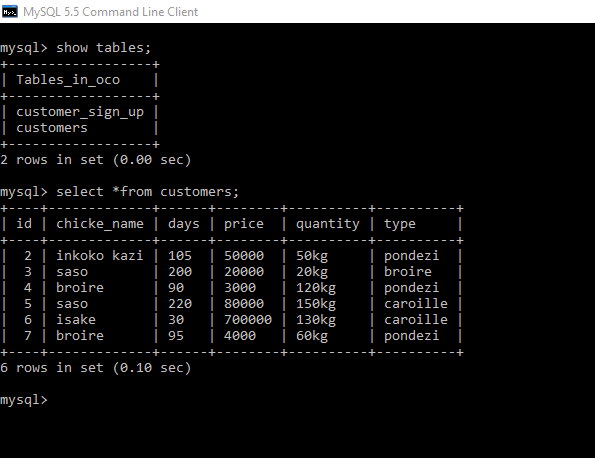 MySQL 5.5 Command Line Client
mysql> show tables;
+------------------+
| Tables_in_oco    |
+------------------+
| customer_sign_up |
| customers        |
+------------------+
2 rows in set (0.00 sec)
mysql> select *from customers;
+----+-------------+------+--------+----------+----------+
| id | chicke_name | days | price  | quantity | type     |
+----+-------------+------+--------+----------+----------+
|  2 | inkoko kazi | 105  | 50000  | 50kg     | pondezi  |
|  3 | saso        | 200  | 20000  | 20kg     | broire   |
|  4 | broire      | 90   | 3000   | 120kg    | pondezi  |
|  5 | saso        | 220  | 80000  | 150kg    | caroille |
|  6 | isake       | 30   | 700000 | 130kg    | caroille |
|  7 | broire      | 95   | 4000   | 60kg     | pondezi  |
+----+-------------+------+--------+----------+----------+
6 rows in set (0.10 sec)
mysql>